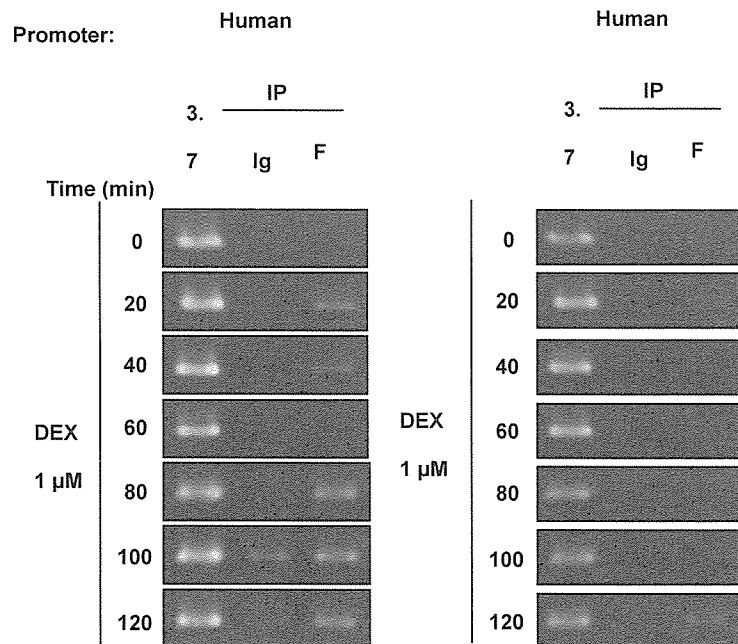 Promoter:
Human
Human
IP
IP
3.
7
Ig
F
3.
7
Ig
F
Time (min)
0
20
40
60
80
100
120
DEX
1 µM
0
20
40
60
80
100
120
DEX
1 µM